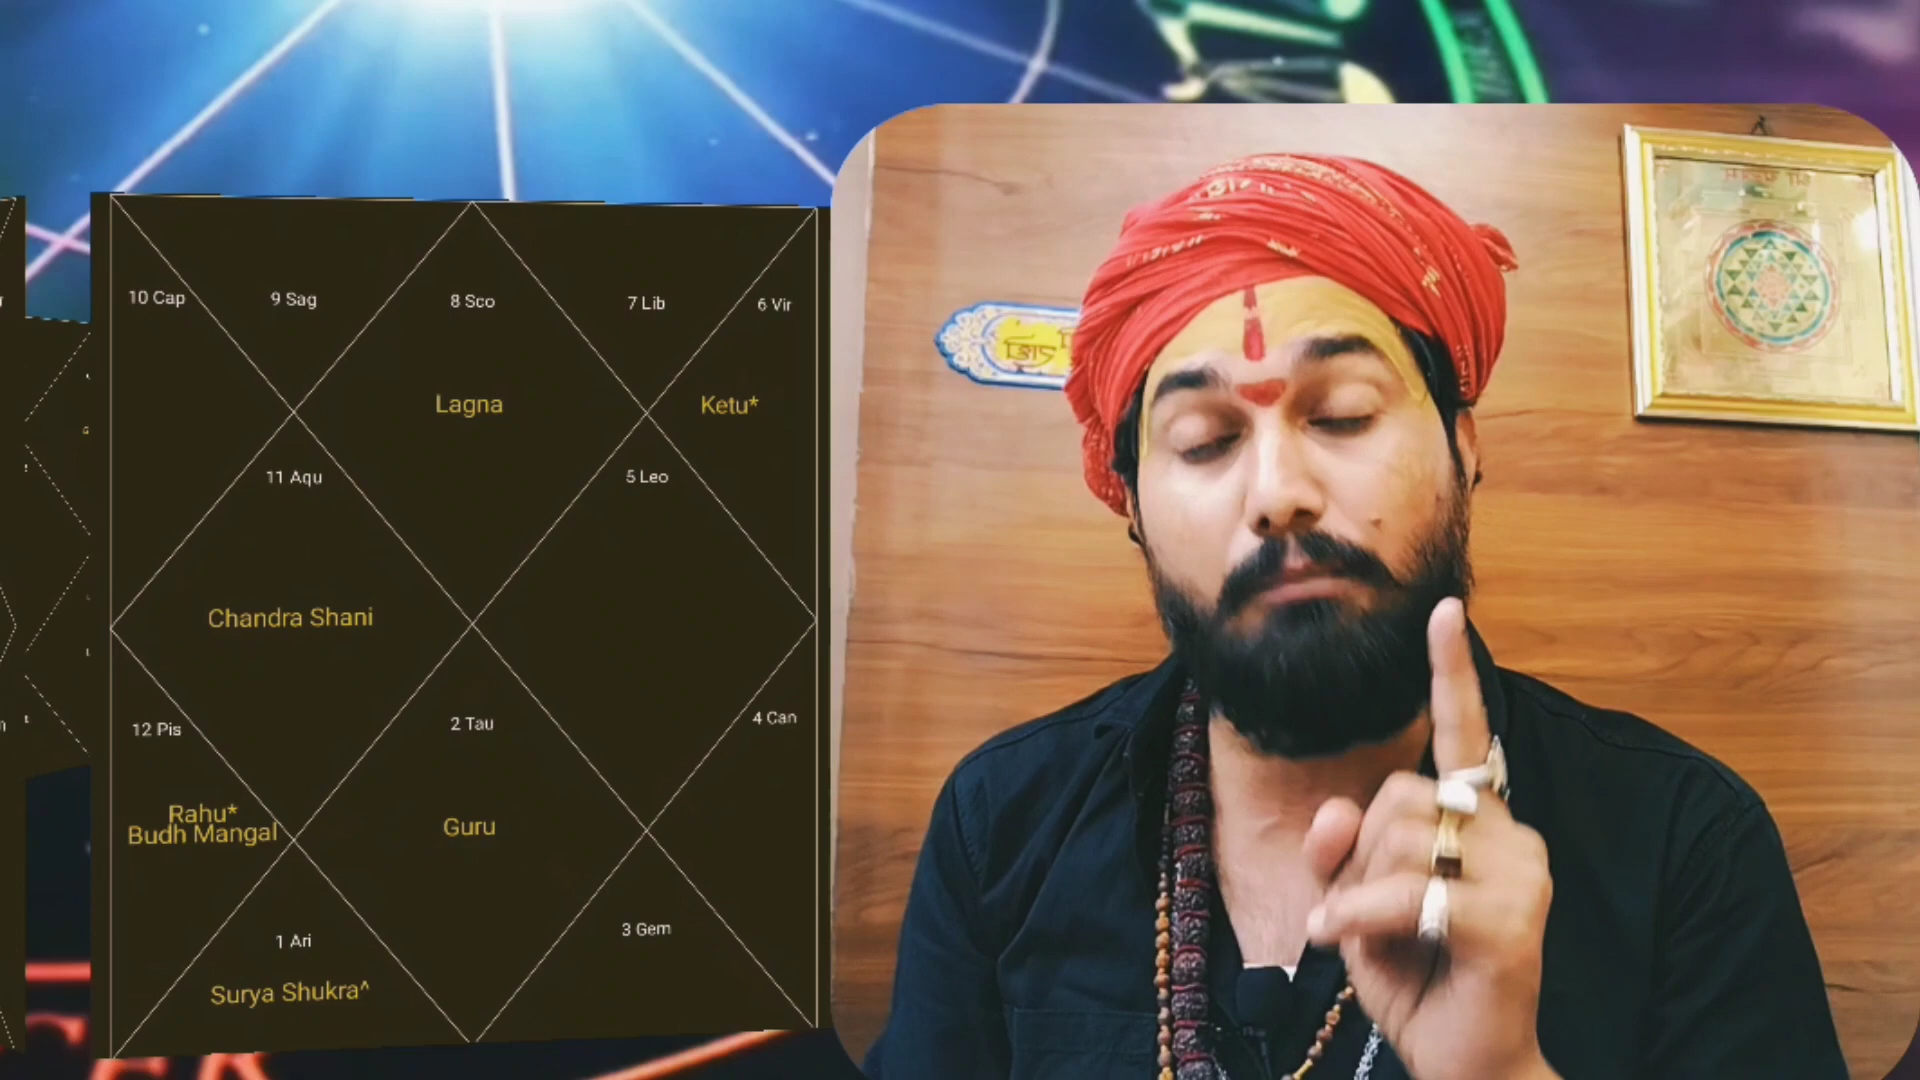 10 Cap
9 Sag
8 Sco
7 Lib
6 Vir
Lagna
Ketu*
11 Aqu
5 Leo
Chandra Shani
12 Pis
2 Tau
4 Can
Rahu*
Budh Mangal
Guru
1 Ari
3 Gem
Surya Shukra^